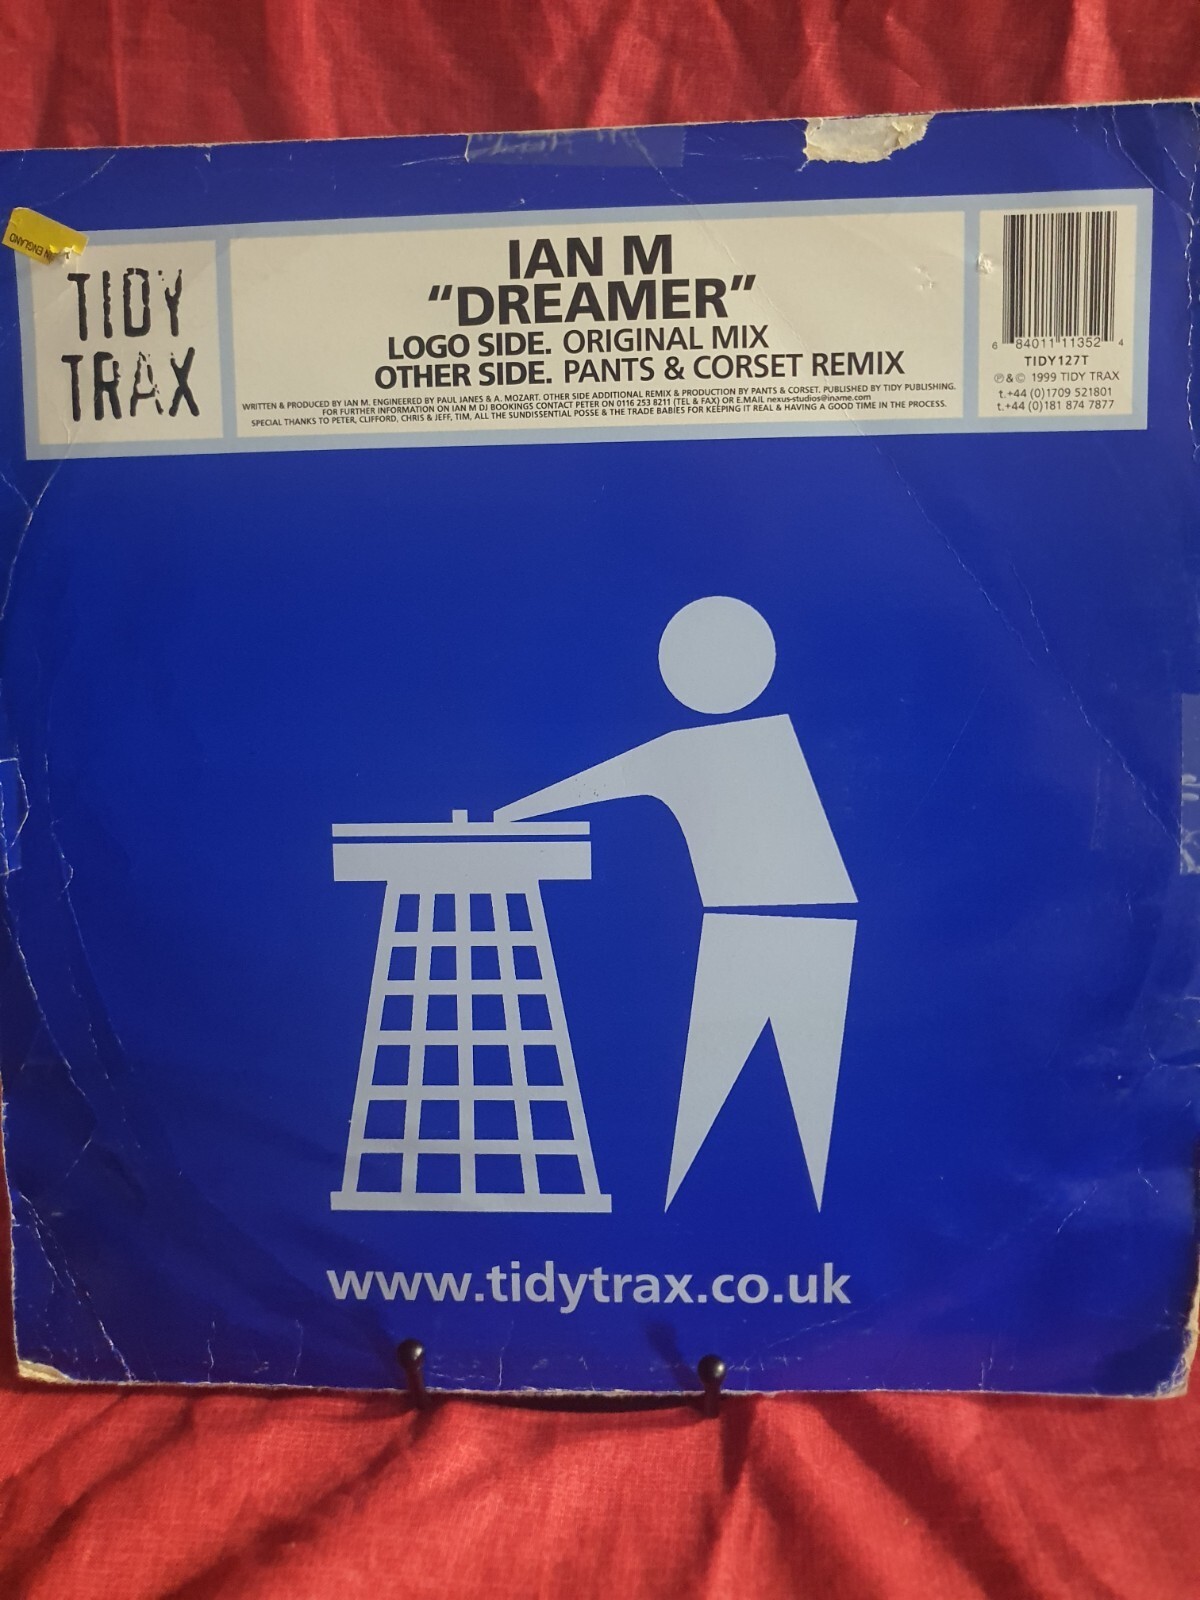 N ENGLAND
TIDY
TRAX
IAN M
"DREAMER"
LOGO SIDE. ORIGINAL MIX
OTHER SIDE. PANTS & CORSET REMIX
WRITTEN & PRODUCED BY IAN M. ENGINEERED BY PAUL JANES & A. MOZART. OTHER SIDE ADDITIONAL REMIX & PRODUCTION BY PANTS & CORSET. PUBLISHED BY TIDY PUBLISHING.
FOR FURTHER INFORMATION ON IAN M DJ BOOKINGS CONTACT PETER ON 0116 253 8211 (TEL & FAX) OR E.MAIL nexus-studios@iname.com
SPECIAL THANKS TO PETER, CLIFFORD, CHRIS & JEFF, TIM, ALL THE SUNDISSENTIAL POSSE & THE TRADE BABIES FOR KEEPING IT REAL & HAVING A GOOD TIME IN THE PROCESS.
6 84011 11352 4
TIDY127T
℗&© 1999 TIDY TRAX
t.+44 (0)1709 521801
t.+44 (0)181 874 7877
www.tidytrax.co.uk